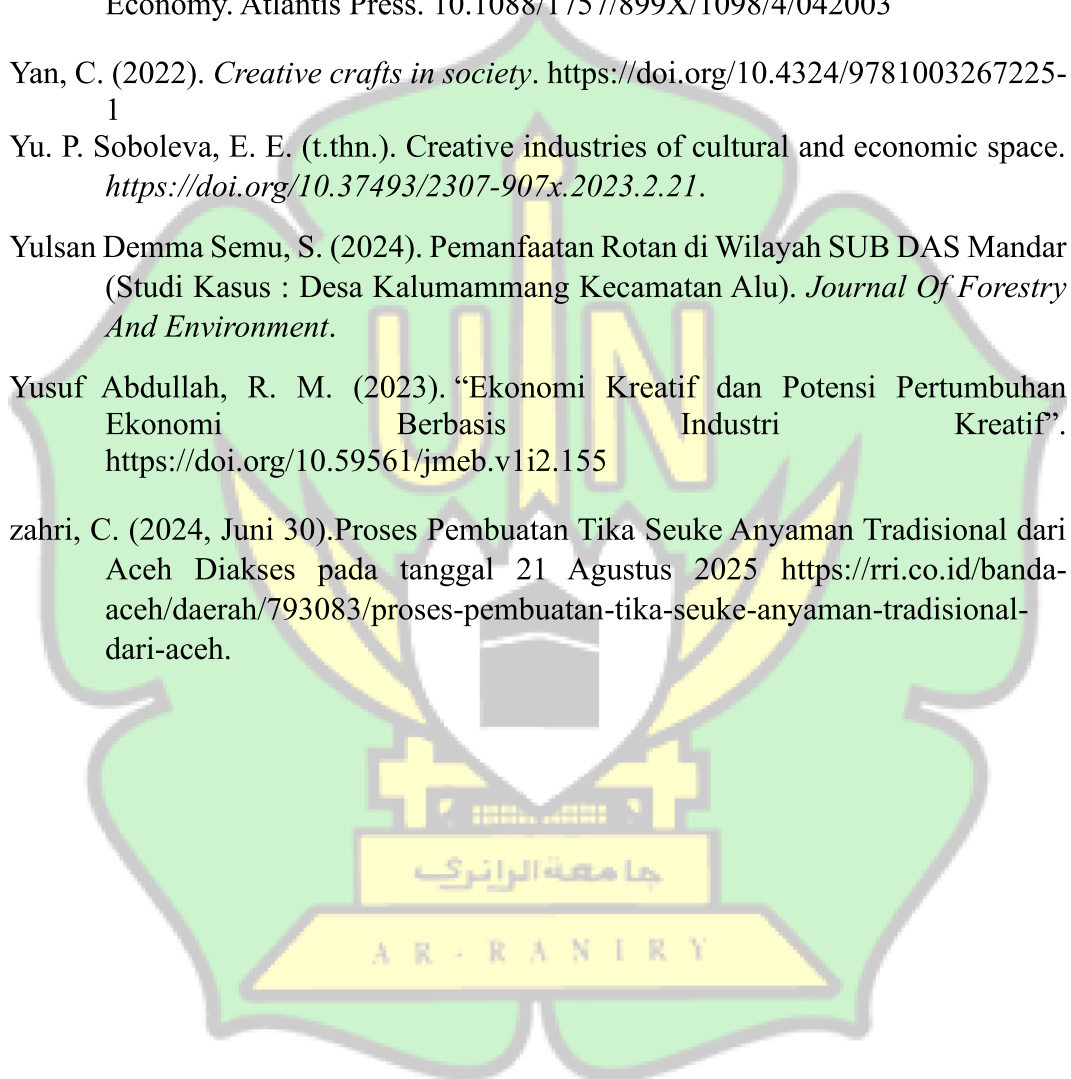 Economy. Atlantis Press. 10.1088/1757/899X/1098/4/042003
Yan, C. (2022). Creative crafts in society. https://doi.org/10.4324/9781003267225-
1
Yu. P. Soboleva, E. E. (t.thn.). Creative industries of cultural and economic space.
https://doi.org/10.37493/2307-907x.2023.2.21.
Yulsan Demma Semu, S. (2024). Pemanfaatan Rotan di Wilayah SUB DAS Mandar
(Studi Kasus : Desa Kalumammang Kecamatan Alu). Journal Of Forestry
And Environment.
Yusuf Abdullah, R. M. (2023). “Ekonomi Kreatif dan Potensi Pertumbuhan
Ekonomi Berbasis Industri Kreatif”.
https://doi.org/10.59561/jmeb.v1i2.155
zahri, C. (2024, Juni 30).Proses Pembuatan Tika Seuke Anyaman Tradisional dari
Aceh Diakses pada tanggal 21 Agustus 2025 https://rri.co.id/banda-
aceh/daerah/793083/proses-pembuatan-tika-seuke-anyaman-tradisional-
dari-aceh.
UIN
جامعة الرانرك
AR-RANIRY